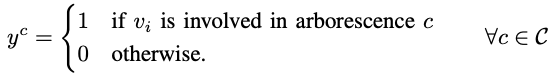 y^c = { 1 if v_i is involved in arborescence c
0 otherwise. ∀c ∈ 𝒞